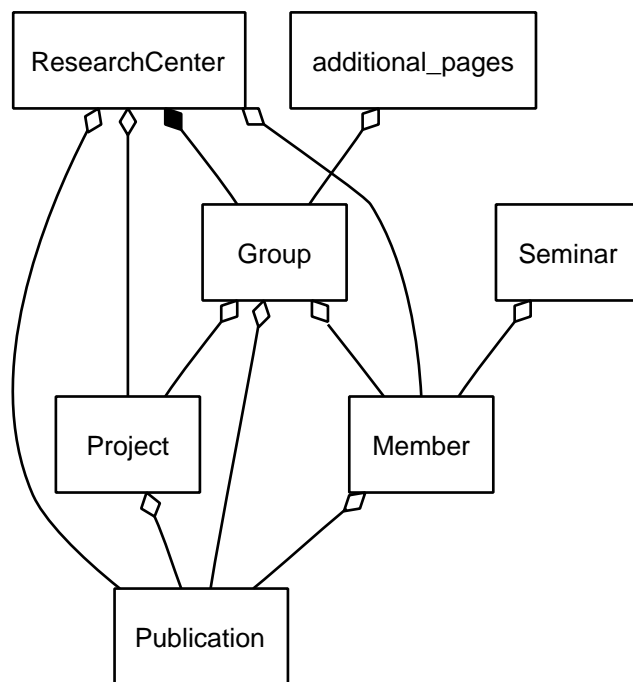 ResearchCenter
additional_pages
Group
Seminar
Project
Member
Publication